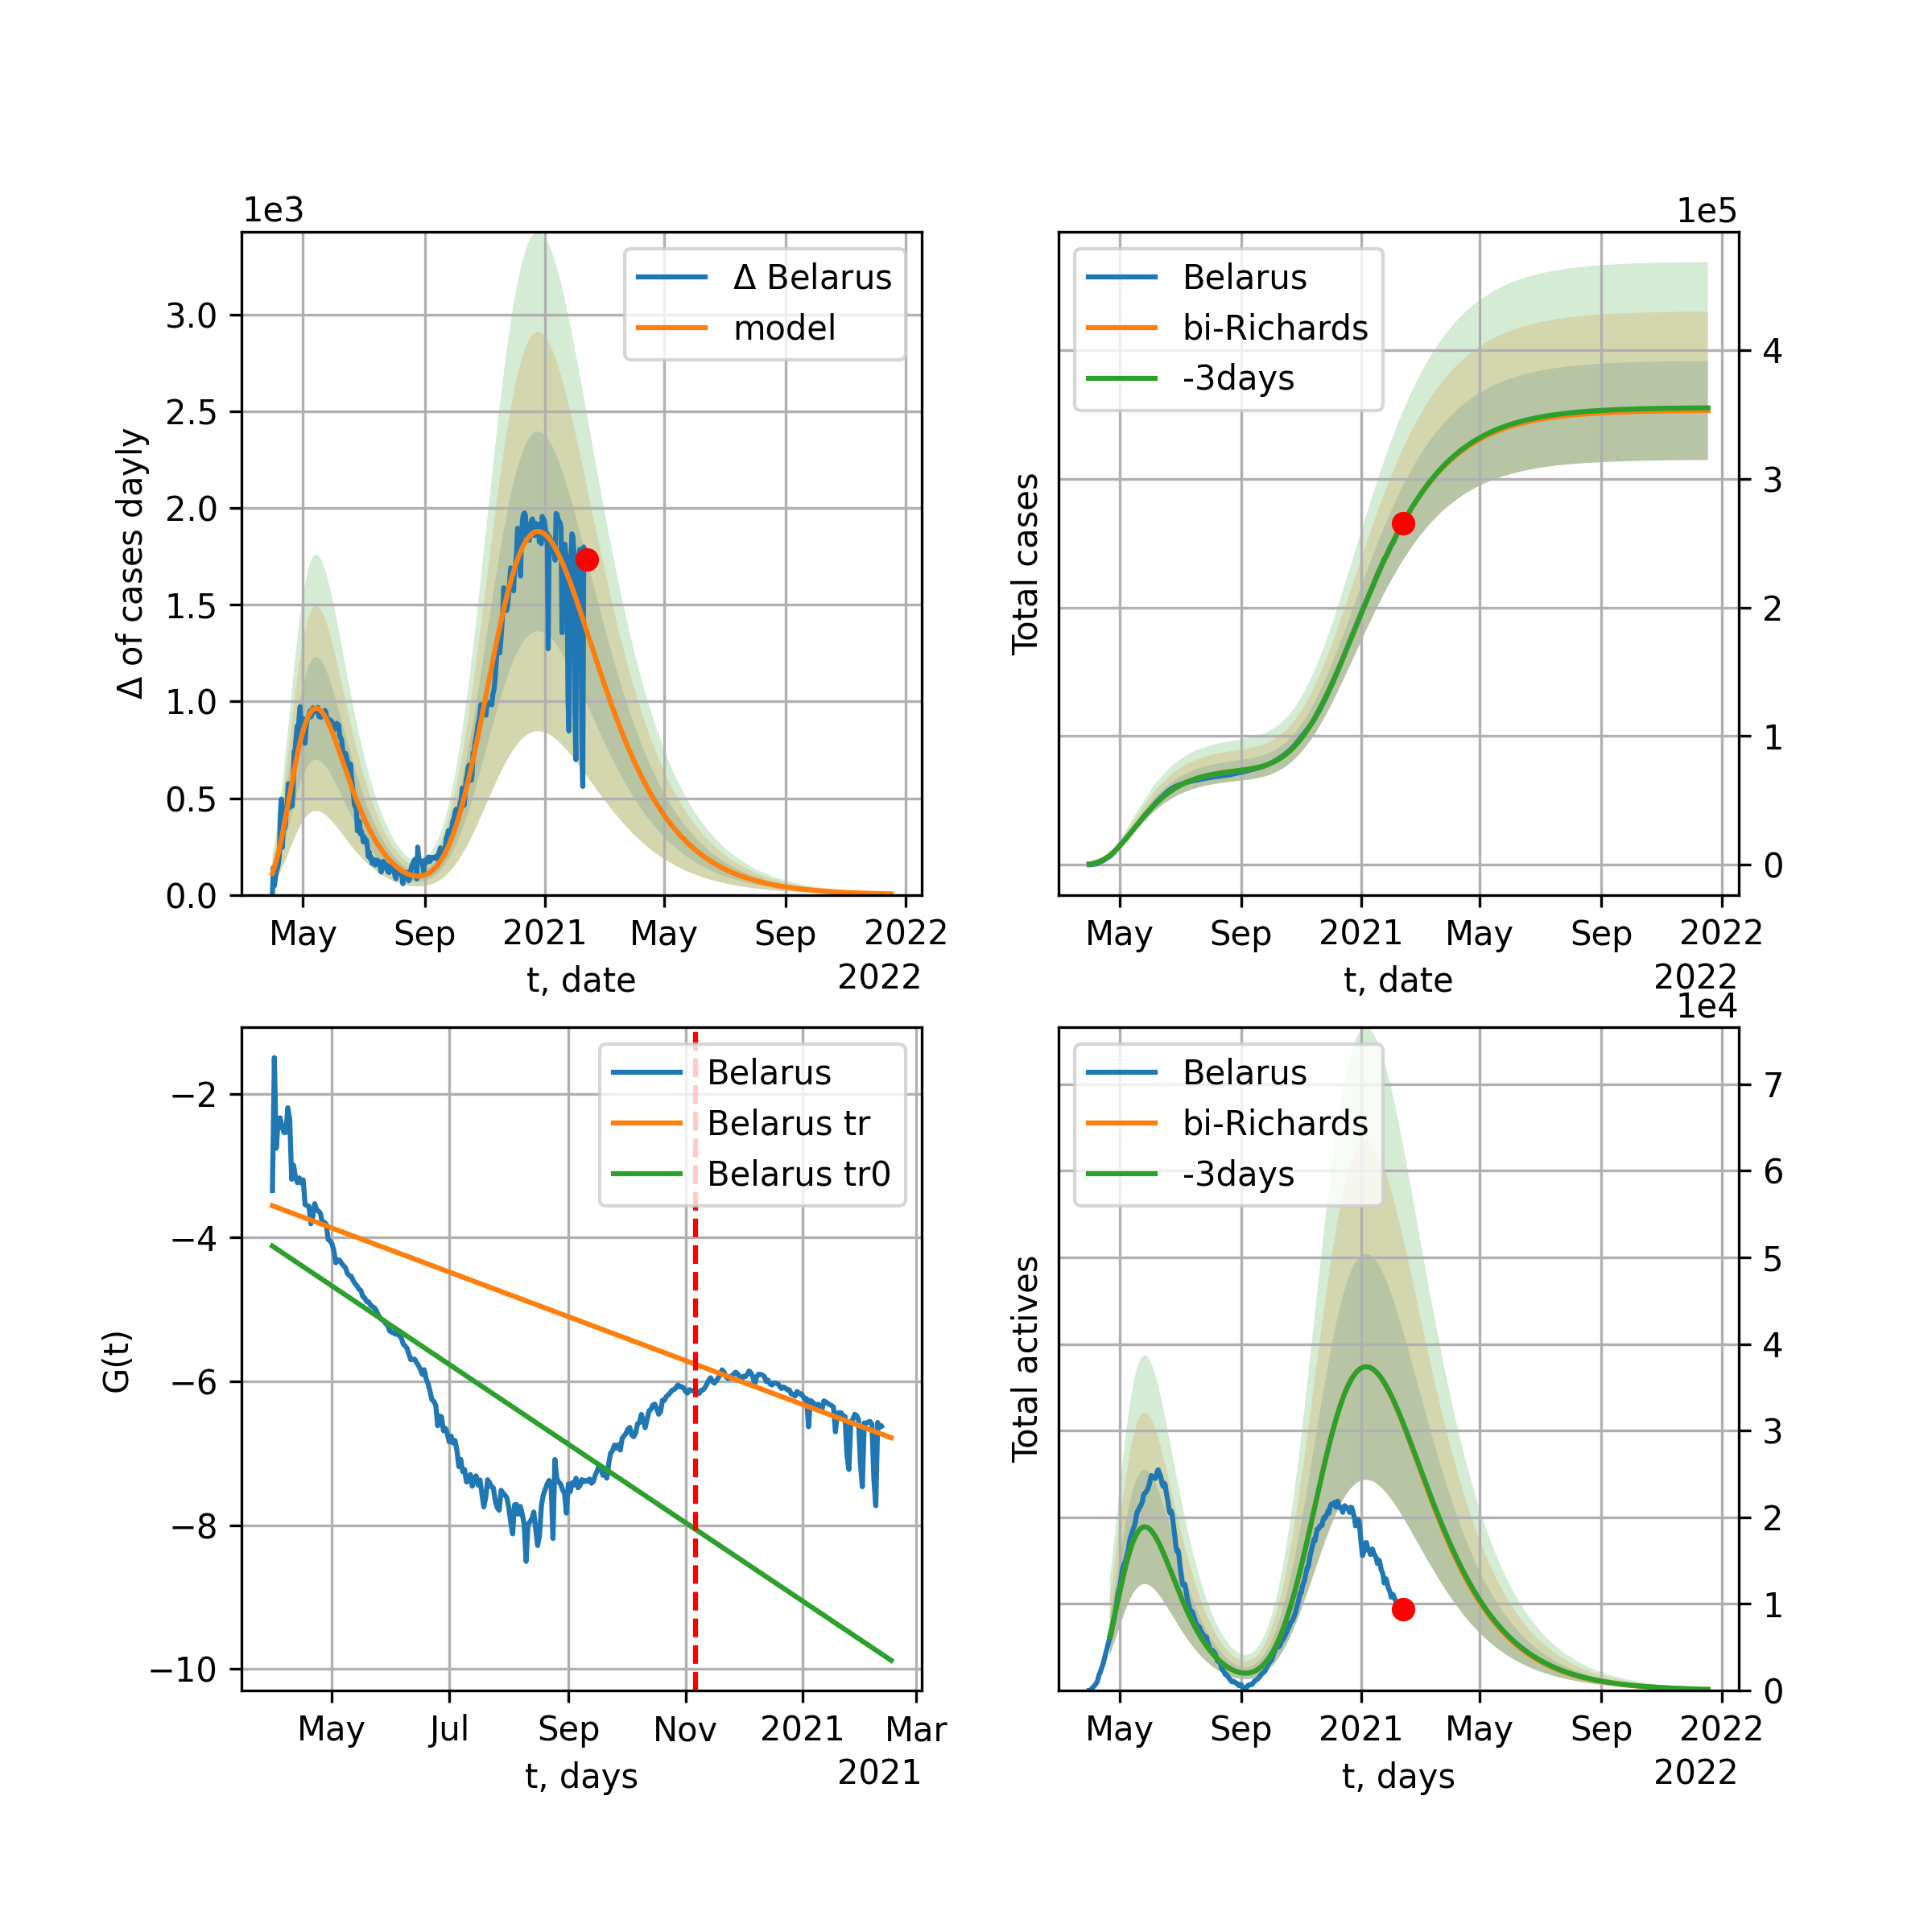 1e3
Δ Belarus
model
3.0
2.5
2.0
1.5
1.0
0.5
0.0
Δ of cases dayly
May Sep 2021 May Sep 2022
t, date
2022
1e5
Belarus
bi-Richards
-3days
4
3
2
1
0
Total cases
May Sep 2021 May Sep 2022
t, date
2022
Belarus
Belarus tr
Belarus tr0
−2
−4
−6
−8
−10
G(t)
May Jul Sep Nov 2021 Mar
t, days
2021
1e4
Belarus
bi-Richards
-3days
7
6
5
4
3
2
1
0
Total actives
May Sep 2021 May Sep 2022
t, days
2022